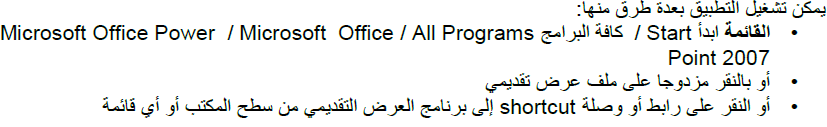 يمكن تشغيل التطبيق بعدة طرق منها:
• القائمة ابدأ Start / كافة البرامج Microsoft Office Power / Microsoft Office / All Programs
Point 2007
• أو بالنقر مزدوجا على ملف عرض تقديمي
• أو النقر على رابط أو وصلة shortcut إلى برنامج العرض التقديمي من سطح المكتب أو أي قائمة